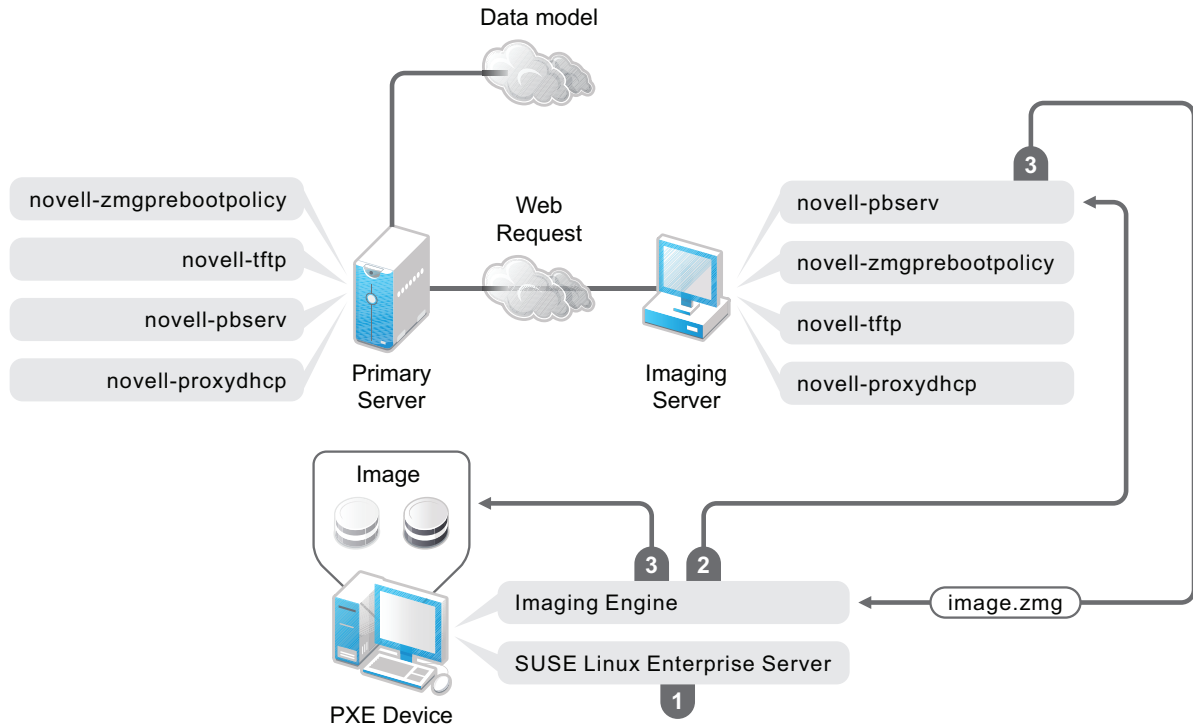 Data model
3
novell-zmgprebootpolicy
novell-tftp
novell-pbserv
novell-proxydhcp
Web
Request
novell-pbserv
novell-zmgprebootpolicy
novell-tftp
novell-proxydhcp
Primary
Server
Imaging
Server
Image
3
2
Imaging Engine
image.zmg
SUSE Linux Enterprise Server
1
PXE Device